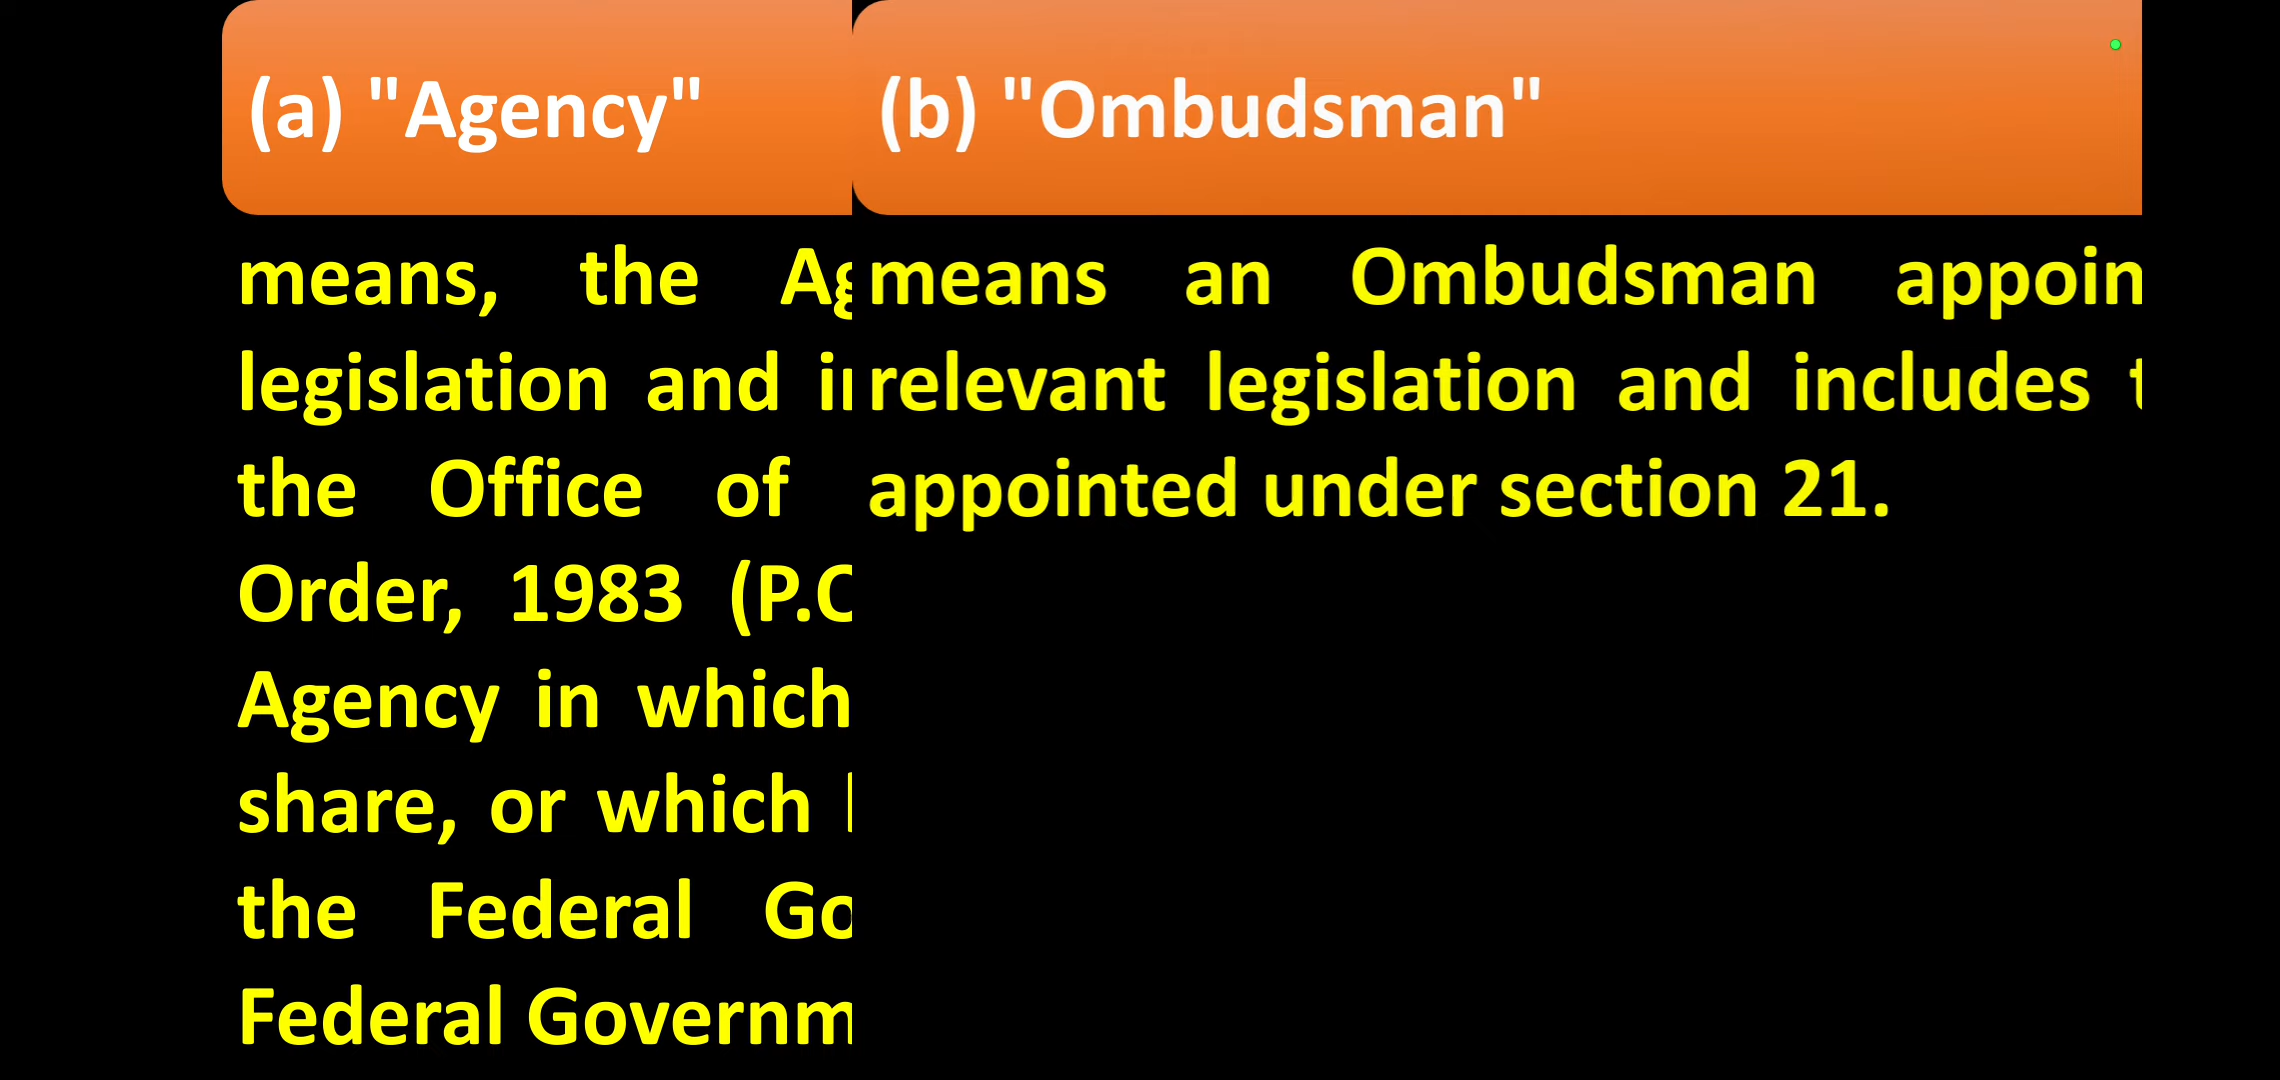 (a) "Agency"
means, the
legislation and
the Office of
Order, 1983
Agency in which
share, or which
the Federal
Federal
(b) "Ombudsman"
means an Ombudsman
relevant legislation and includes
appointed under section 21.